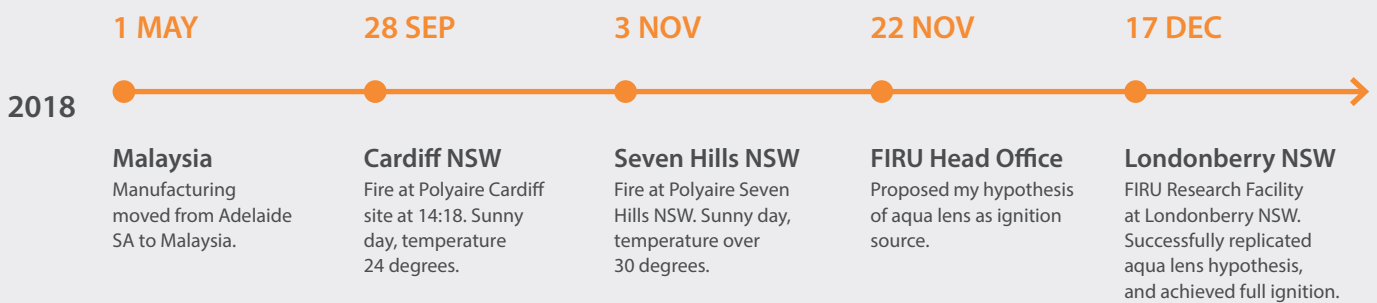 1 MAY
28 SEP
3 NOV
22 NOV
17 DEC
2018
Malaysia
Manufacturing
moved from Adelaide
SA to Malaysia.
Cardiff NSW
Fire at Polyaire Cardiff
site at 14:18. Sunny
day, temperature
24 degrees.
Seven Hills NSW
Fire at Polyaire Seven
Hills NSW. Sunny day,
temperature over
30 degrees.
FIRU Head Office
Proposed my hypothesis
of aqua lens as ignition
source.
Londonberry NSW
FIRU Research Facility
at Londonberry NSW.
Successfully replicated
aqua lens hypothesis,
and achieved full ignition.